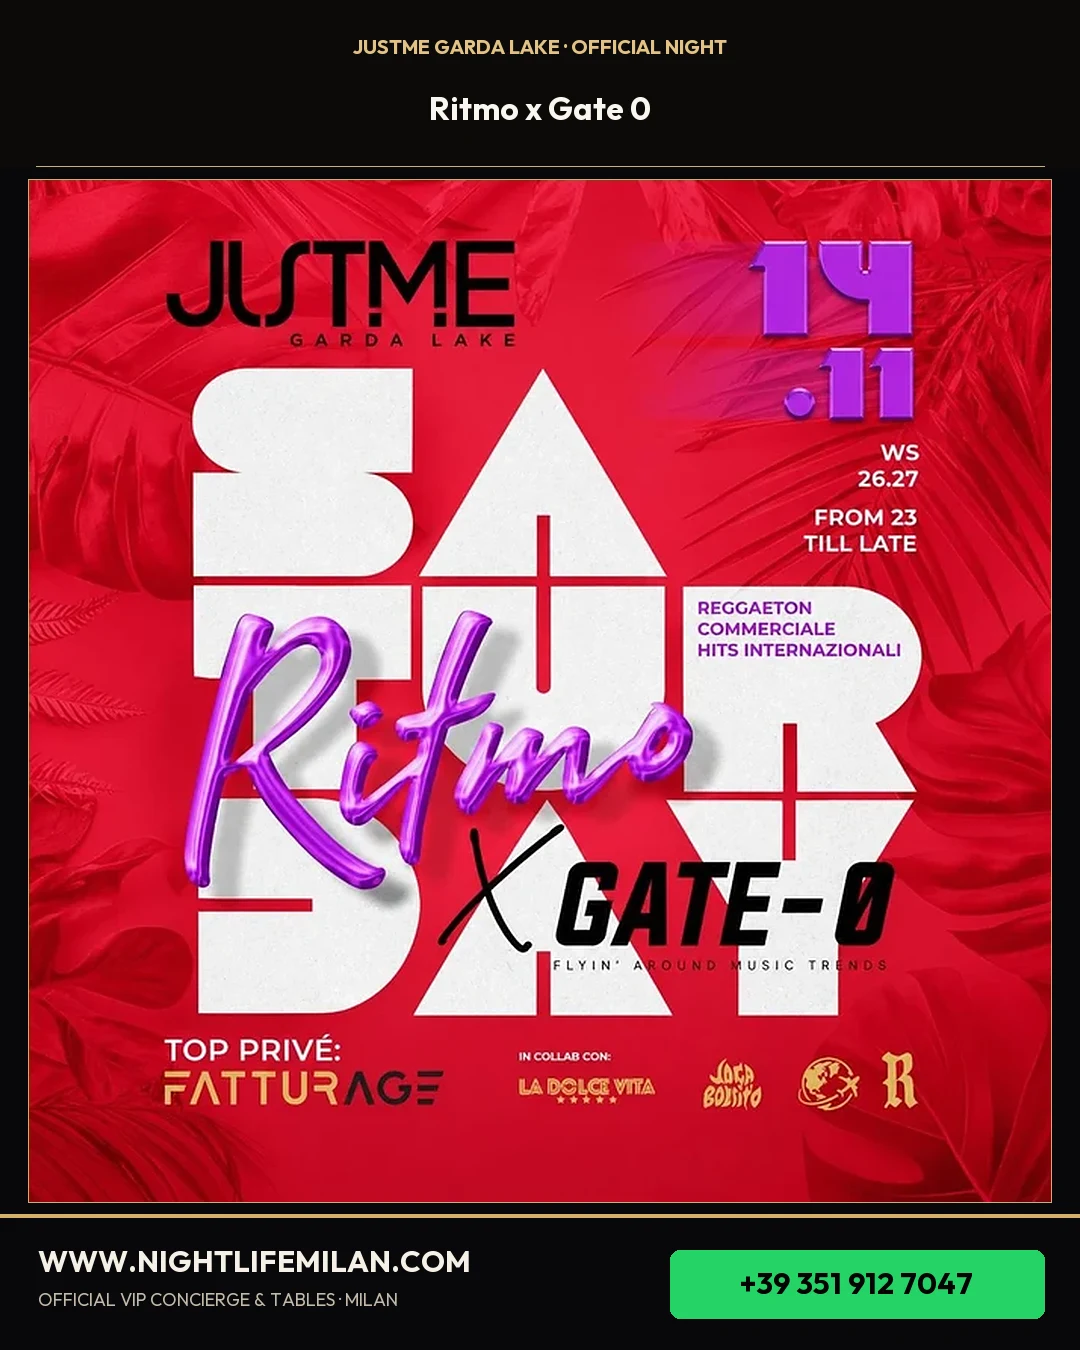 JUSTME GARDA LAKE · OFFICIAL NIGHT
Ritmo x Gate 0
JUSTME
GARDA LAKE
14
.11
WS
26.27
FROM 23
TILL LATE
SATURDAY
REGGAETON
COMMERCIALE
HITS INTERNAZIONALI
Ritmo
X GATE-0
FLYIN' AROUND MUSIC TRENDS
TOP PRIVÉ:
FATTURAGE
IN COLLAB CON:
LA DOLCE VITA
JOGA
BOLSITO
R
WWW.NIGHTLIFEMILAN.COM
OFFICIAL VIP CONCIERGE & TABLES · MILAN
+39 351 912 7047